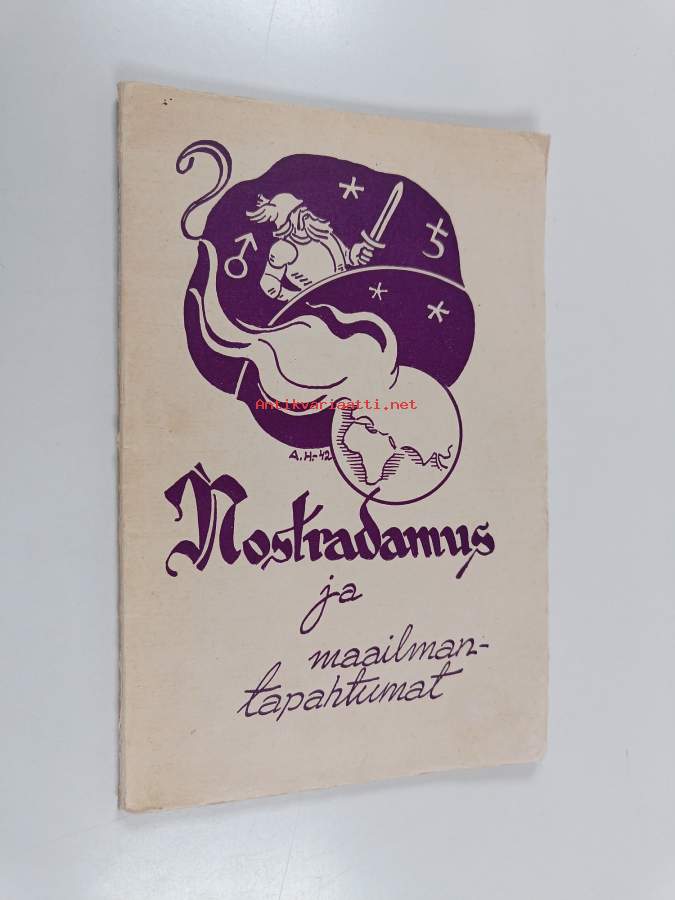 Antikvariaatti.net
A.H-42
Nostradamus
ja
maailman-
tapahtumat